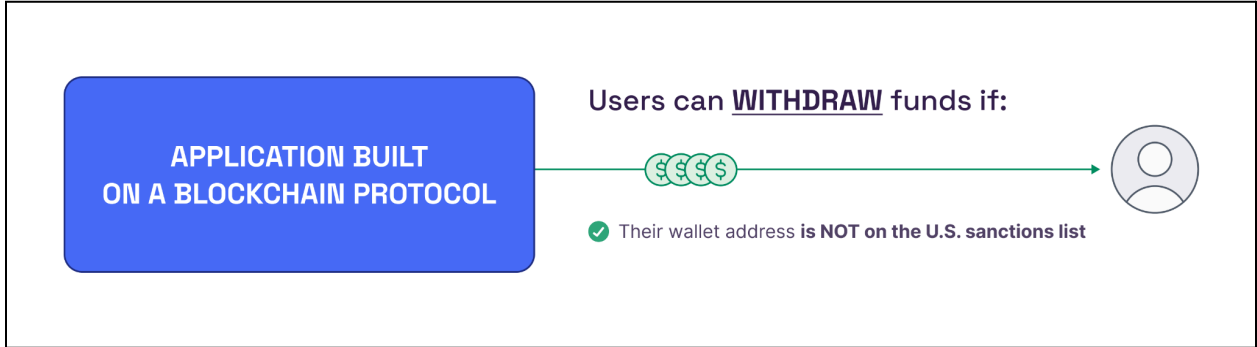 Users can WITHDRAW funds if:
APPLICATION BUILT
ON A BLOCKCHAIN PROTOCOL
$ $ $ $
Their wallet address is NOT on the U.S. sanctions list